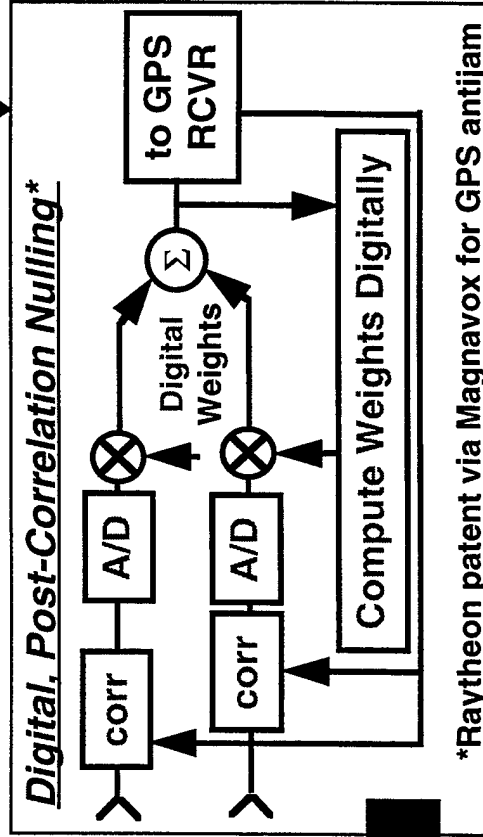 Digital, Post-Correlation Nulling*
corr
A/D
Digital
Weights
Σ
to GPS
RCVR
corr
A/D
Compute Weights Digitally
*Raytheon patent via Magnavox for GPS antijam